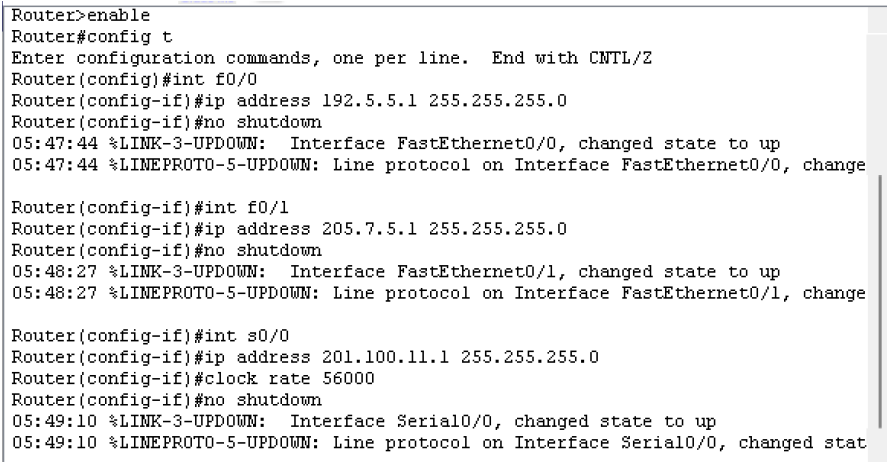 Router>enable
Router#config t
Enter configuration commands, one per line.  End with CNTL/Z
Router(config)#int f0/0
Router(config-if)#ip address 192.5.5.1 255.255.255.0
Router(config-if)#no shutdown
05:47:44 %LINK-3-UPDOWN:  Interface FastEthernet0/0, changed state to up
05:47:44 %LINEPROTO-5-UPDOWN: Line protocol on Interface FastEthernet0/0, change
Router(config-if)#int f0/1
Router(config-if)#ip address 205.7.5.1 255.255.255.0
Router(config-if)#no shutdown
05:48:27 %LINK-3-UPDOWN:  Interface FastEthernet0/1, changed state to up
05:48:27 %LINEPROTO-5-UPDOWN: Line protocol on Interface FastEthernet0/1, change
Router(config-if)#int s0/0
Router(config-if)#ip address 201.100.11.1 255.255.255.0
Router(config-if)#clock rate 56000
Router(config-if)#no shutdown
05:49:10 %LINK-3-UPDOWN:  Interface Serial0/0, changed state to up
05:49:10 %LINEPROTO-5-UPDOWN: Line protocol on Interface Serial0/0, changed stat